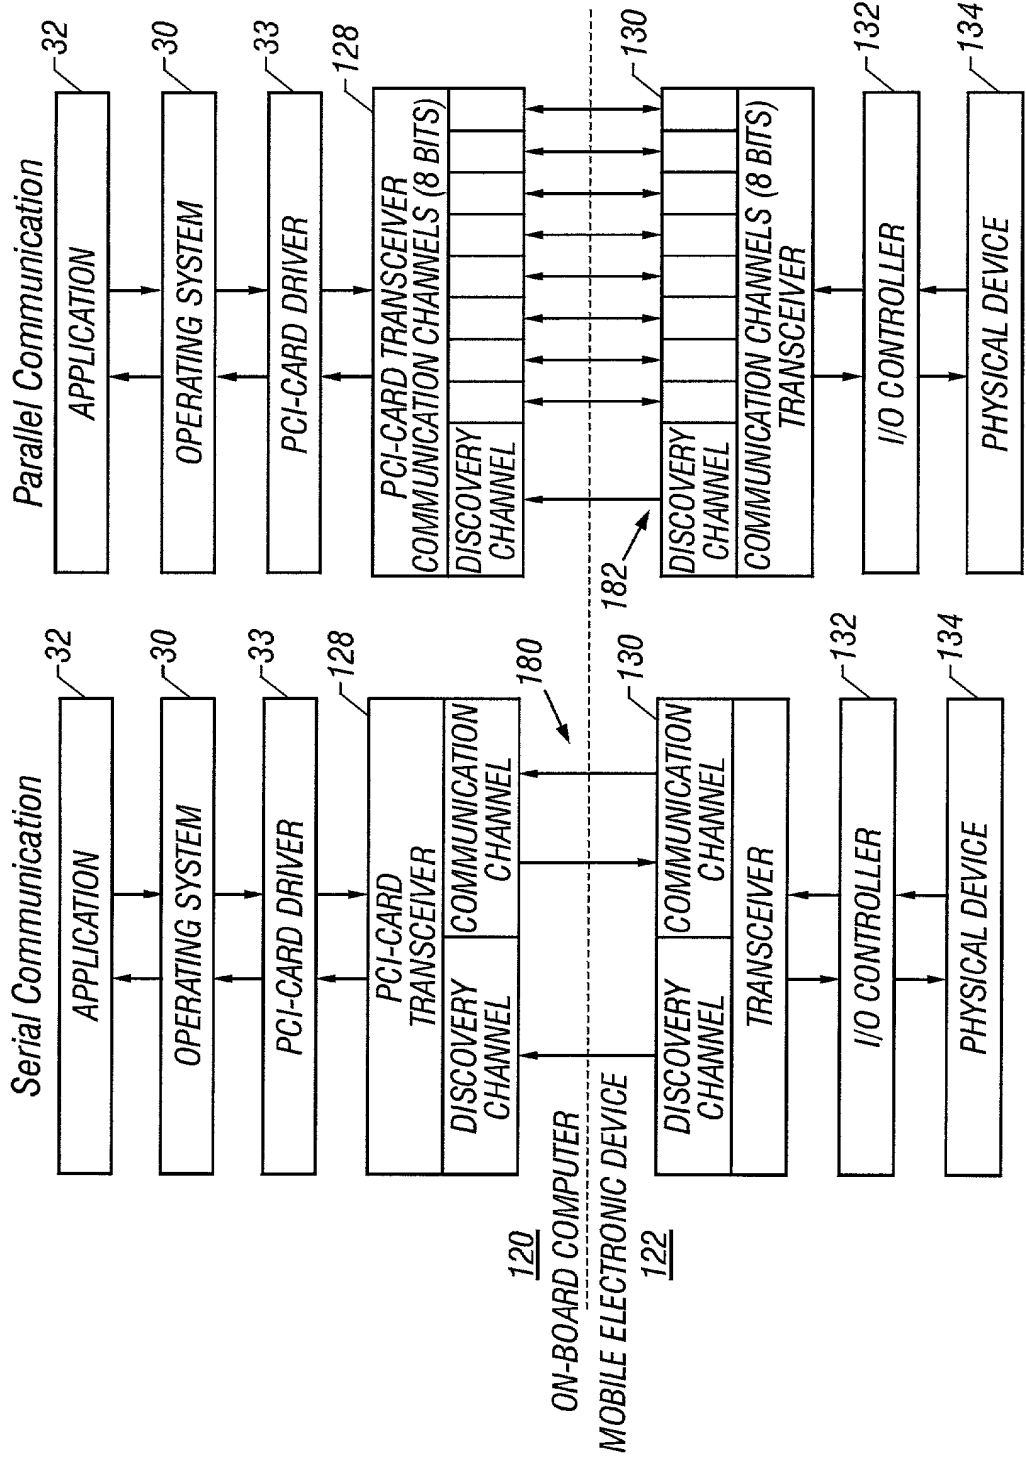 Serial Communication
32
APPLICATION
30
OPERATING SYSTEM
33
PCI-CARD DRIVER
128
PCI-CARD
TRANSCEIVER
DISCOVERY
CHANNEL
COMMUNICATION
CHANNEL
180
120
ON-BOARD COMPUTER
MOBILE ELECTRONIC DEVICE
122
130
DISCOVERY
CHANNEL
COMMUNICATION
CHANNEL
TRANSCEIVER
132
I/O CONTROLLER
134
PHYSICAL DEVICE
Parallel Communication
32
APPLICATION
30
OPERATING SYSTEM
33
PCI-CARD DRIVER
128
PCI-CARD TRANSCEIVER
COMMUNICATION CHANNELS (8 BITS)
DISCOVERY
CHANNEL
182
130
DISCOVERY
CHANNEL
COMMUNICATION CHANNELS (8 BITS)
TRANSCEIVER
132
I/O CONTROLLER
134
PHYSICAL DEVICE